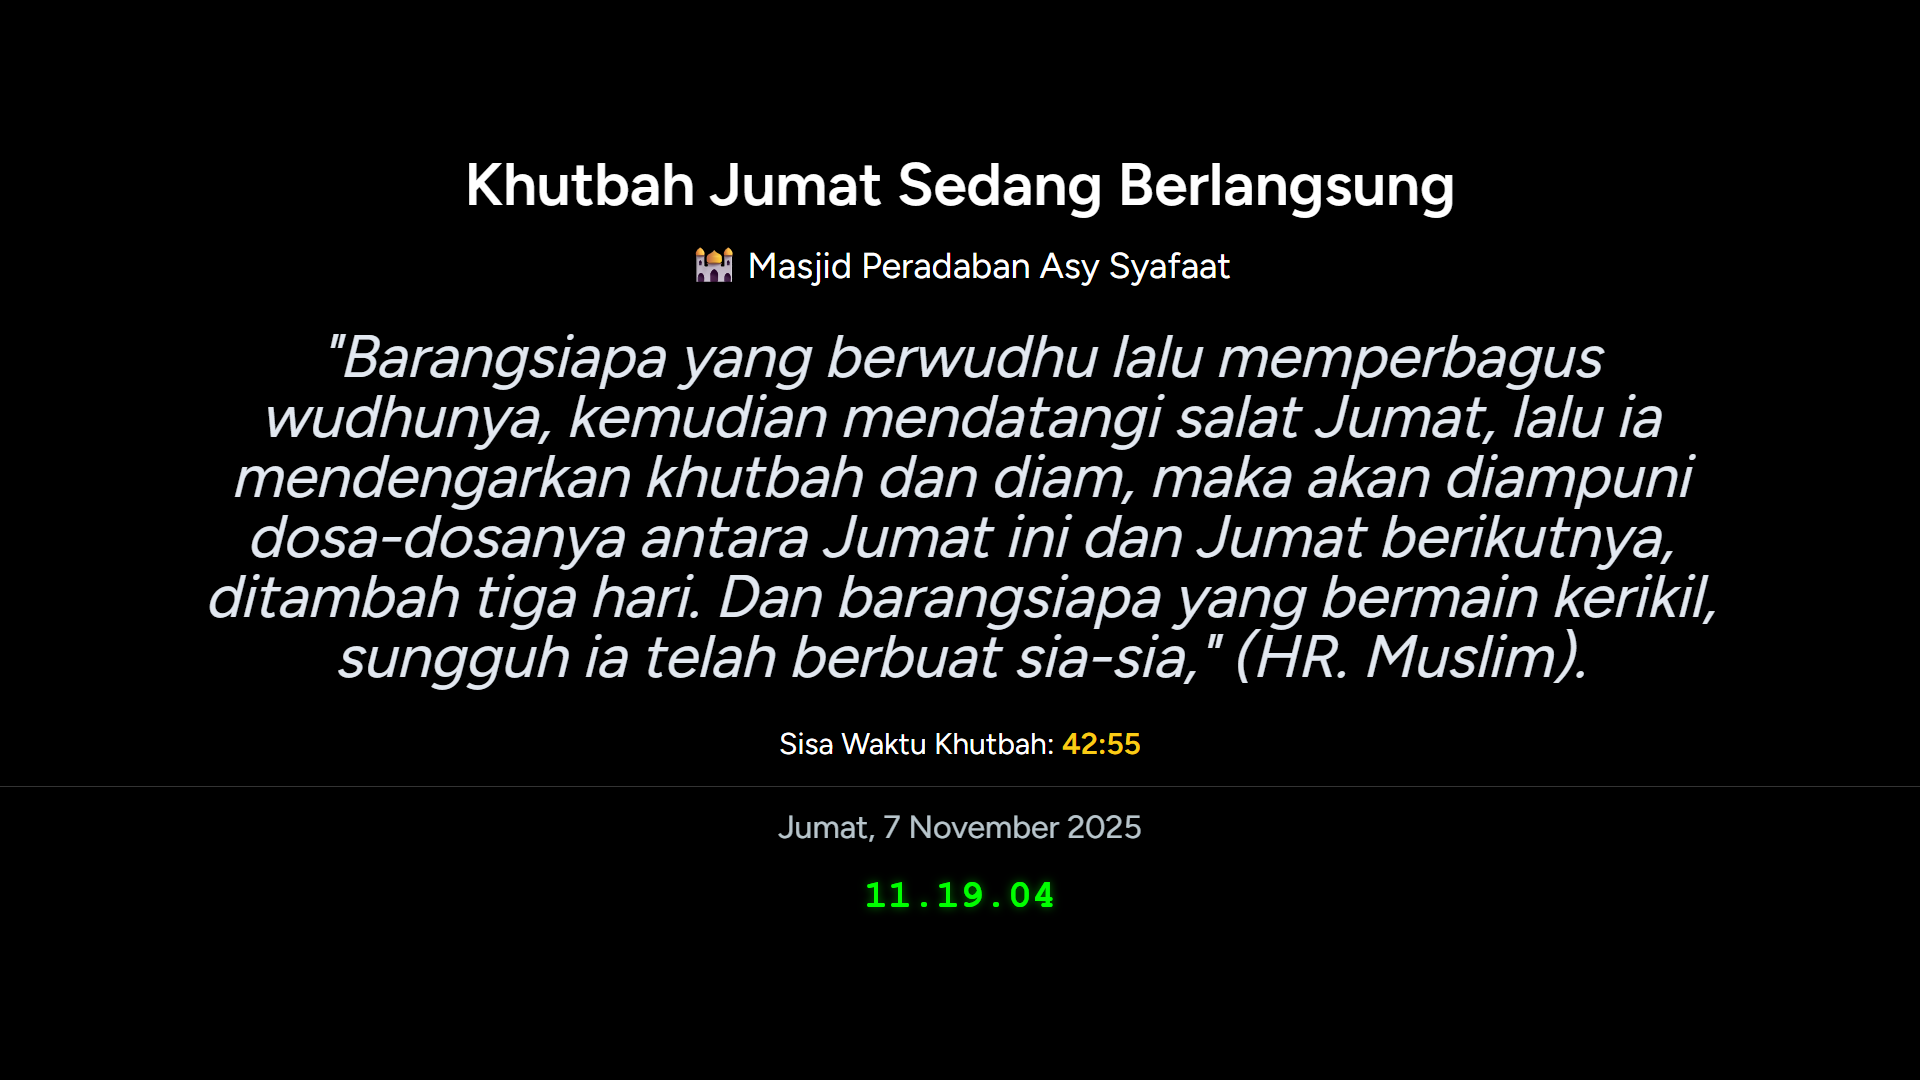 Khutbah Jumat Sedang Berlangsung
🕌 Masjid Peradaban Asy Syafaat
"Barangsiapa yang berwudhu lalu memperbagus
wudhunya, kemudian mendatangi salat Jumat, lalu ia
mendengarkan khutbah dan diam, maka akan diampuni
dosa-dosanya antara Jumat ini dan Jumat berikutnya,
ditambah tiga hari. Dan barangsiapa yang bermain kerikil,
sungguh ia telah berbuat sia-sia," (HR. Muslim).
Sisa Waktu Khutbah: 42:55
Jumat, 7 November 2025
11.19.04